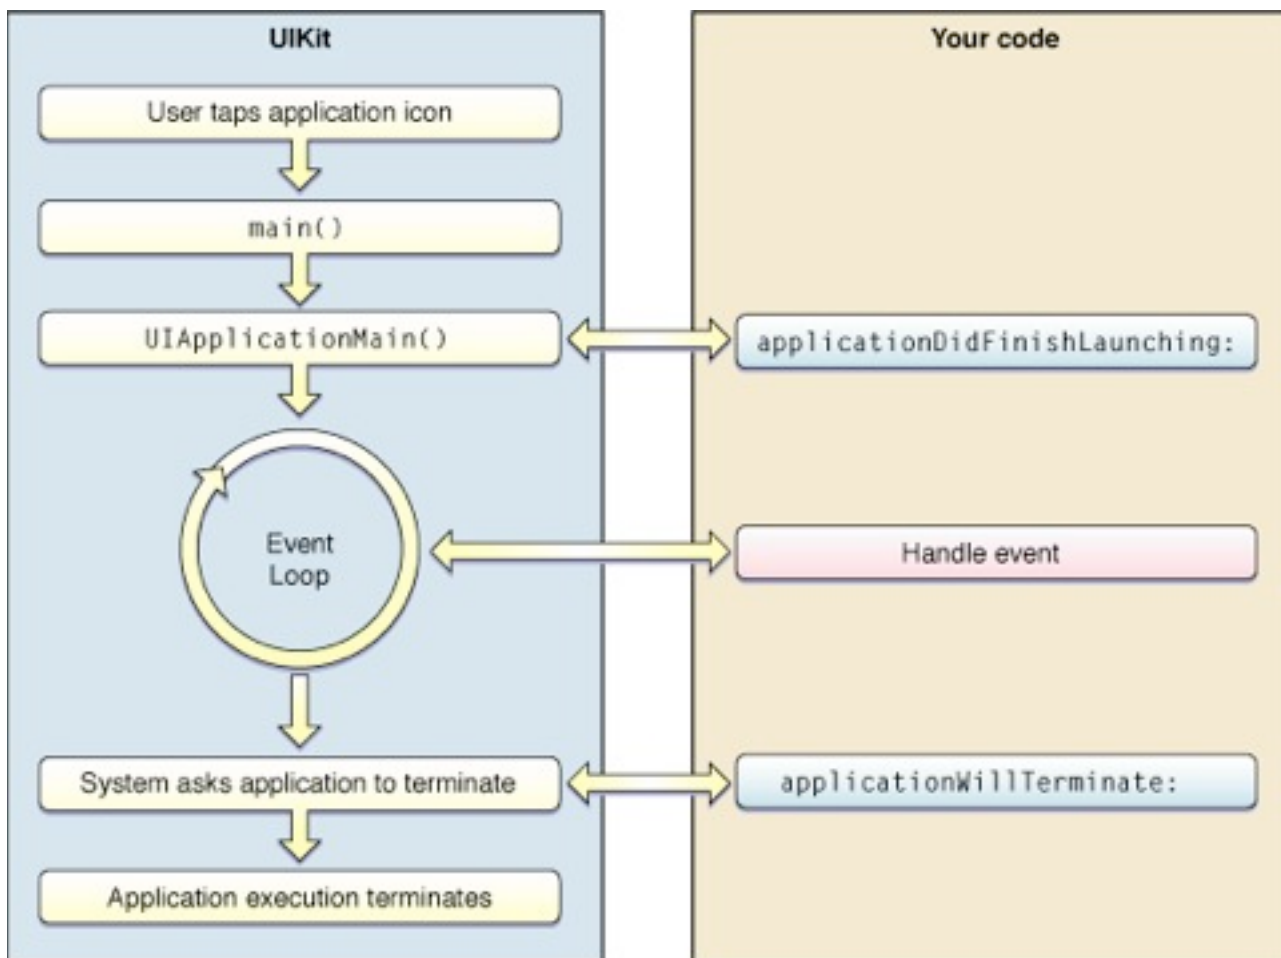 UIKit
User taps application icon
main()
UIApplicationMain()
Event
Loop
System asks application to terminate
Application execution terminates
Your code
applicationDidFinishLaunching:
Handle event
applicationWillTerminate: